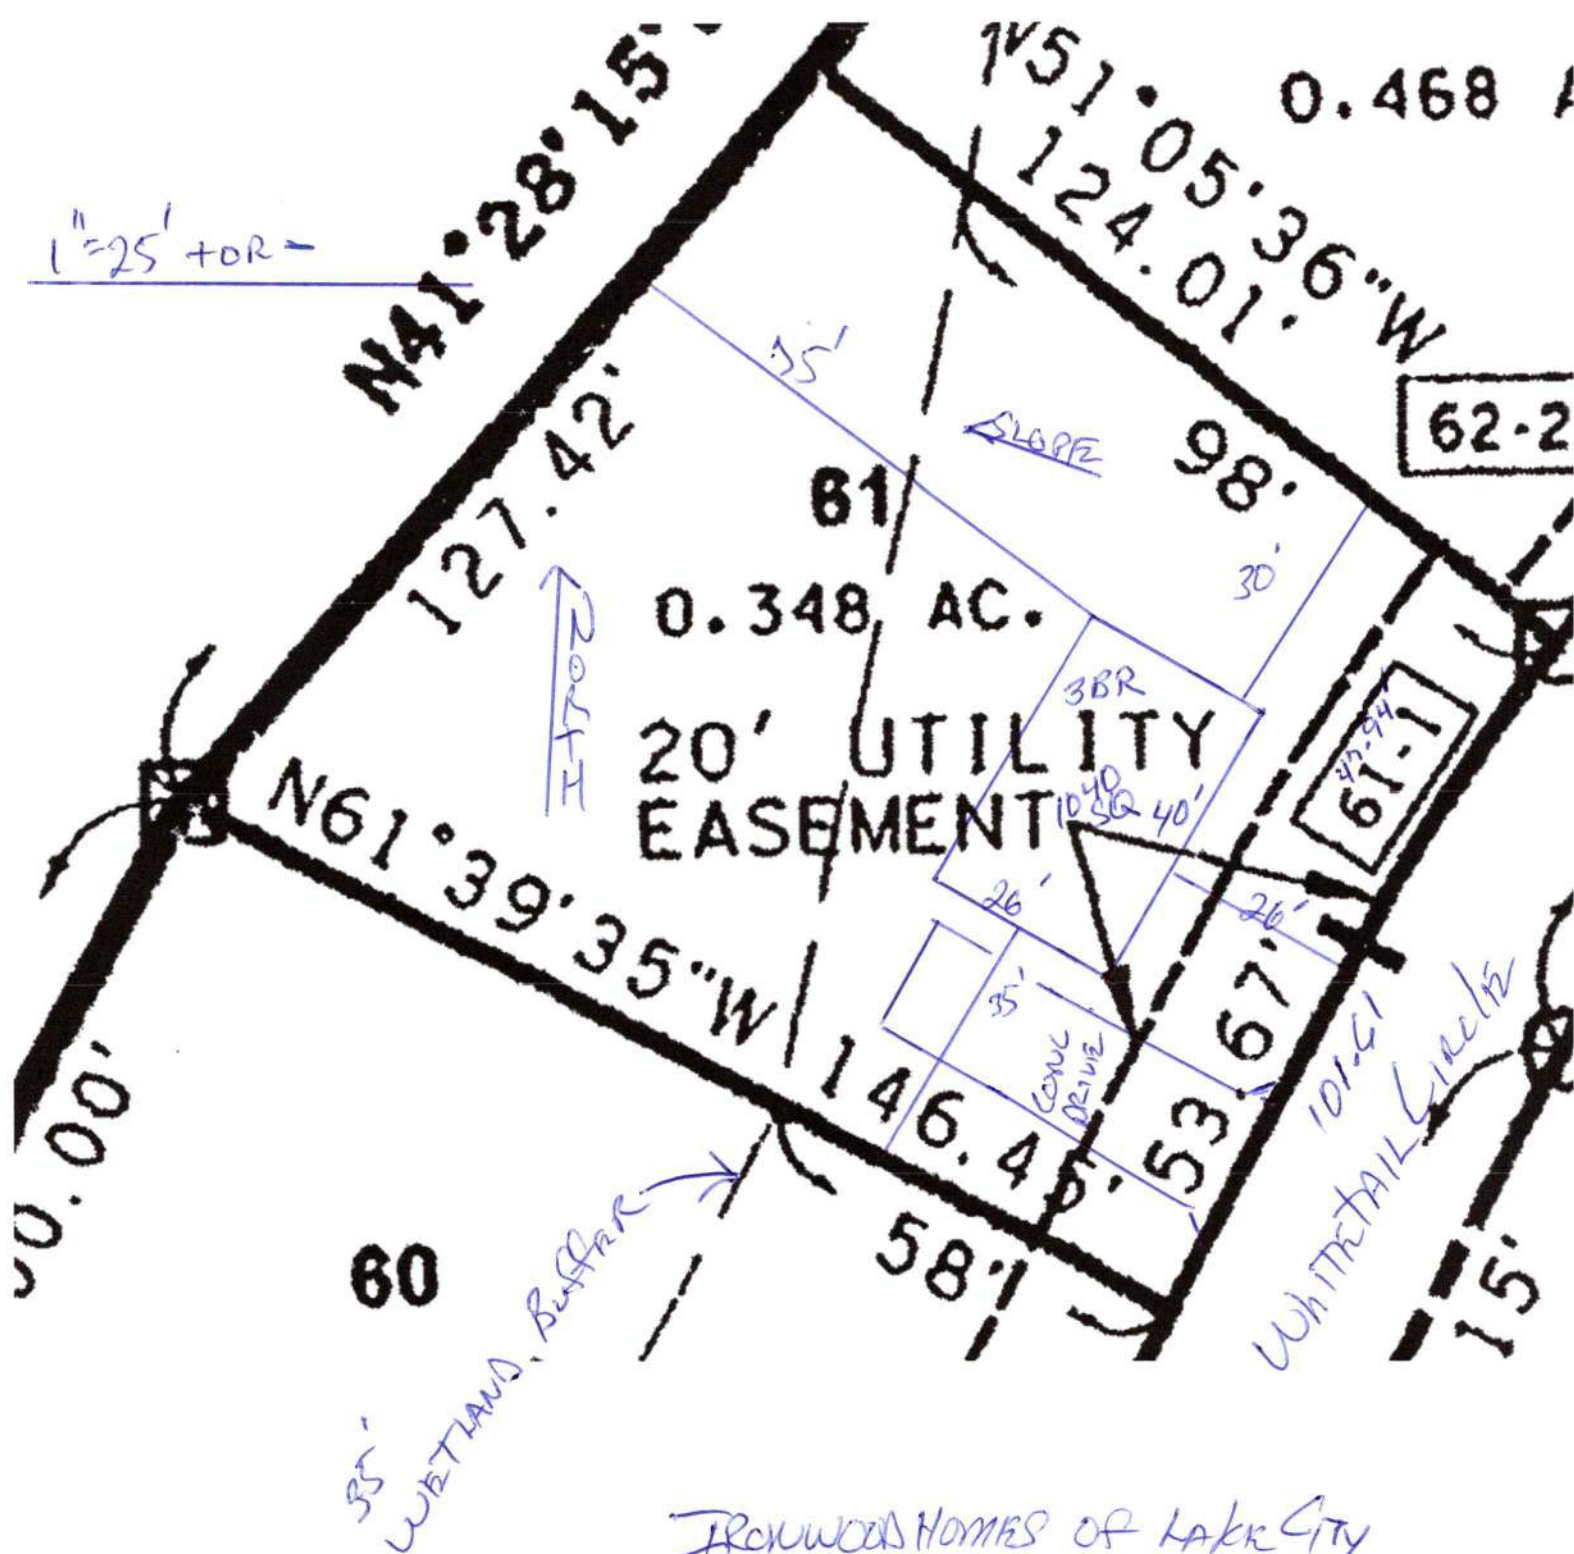 N51°05'36"W
0.468
124.01'
N41°28'15
1"=25' + OR -
75'
62-2
SLOPE
98'
127.42'
61
30'
0.348 AC.
NORTH
3BR
20' UTILITY
EASEMENT
1040
SQ
40'
47.94'
61-1
N61°39'35"W
26'
26'
35'
CONC
DRIVE
53.67'
101.61
WHITETAIL CIRCLE
146.45'
58'
15'
60
35'
WETLAND BUFFER
IRONWOOD HOMES OF LAKE CITY